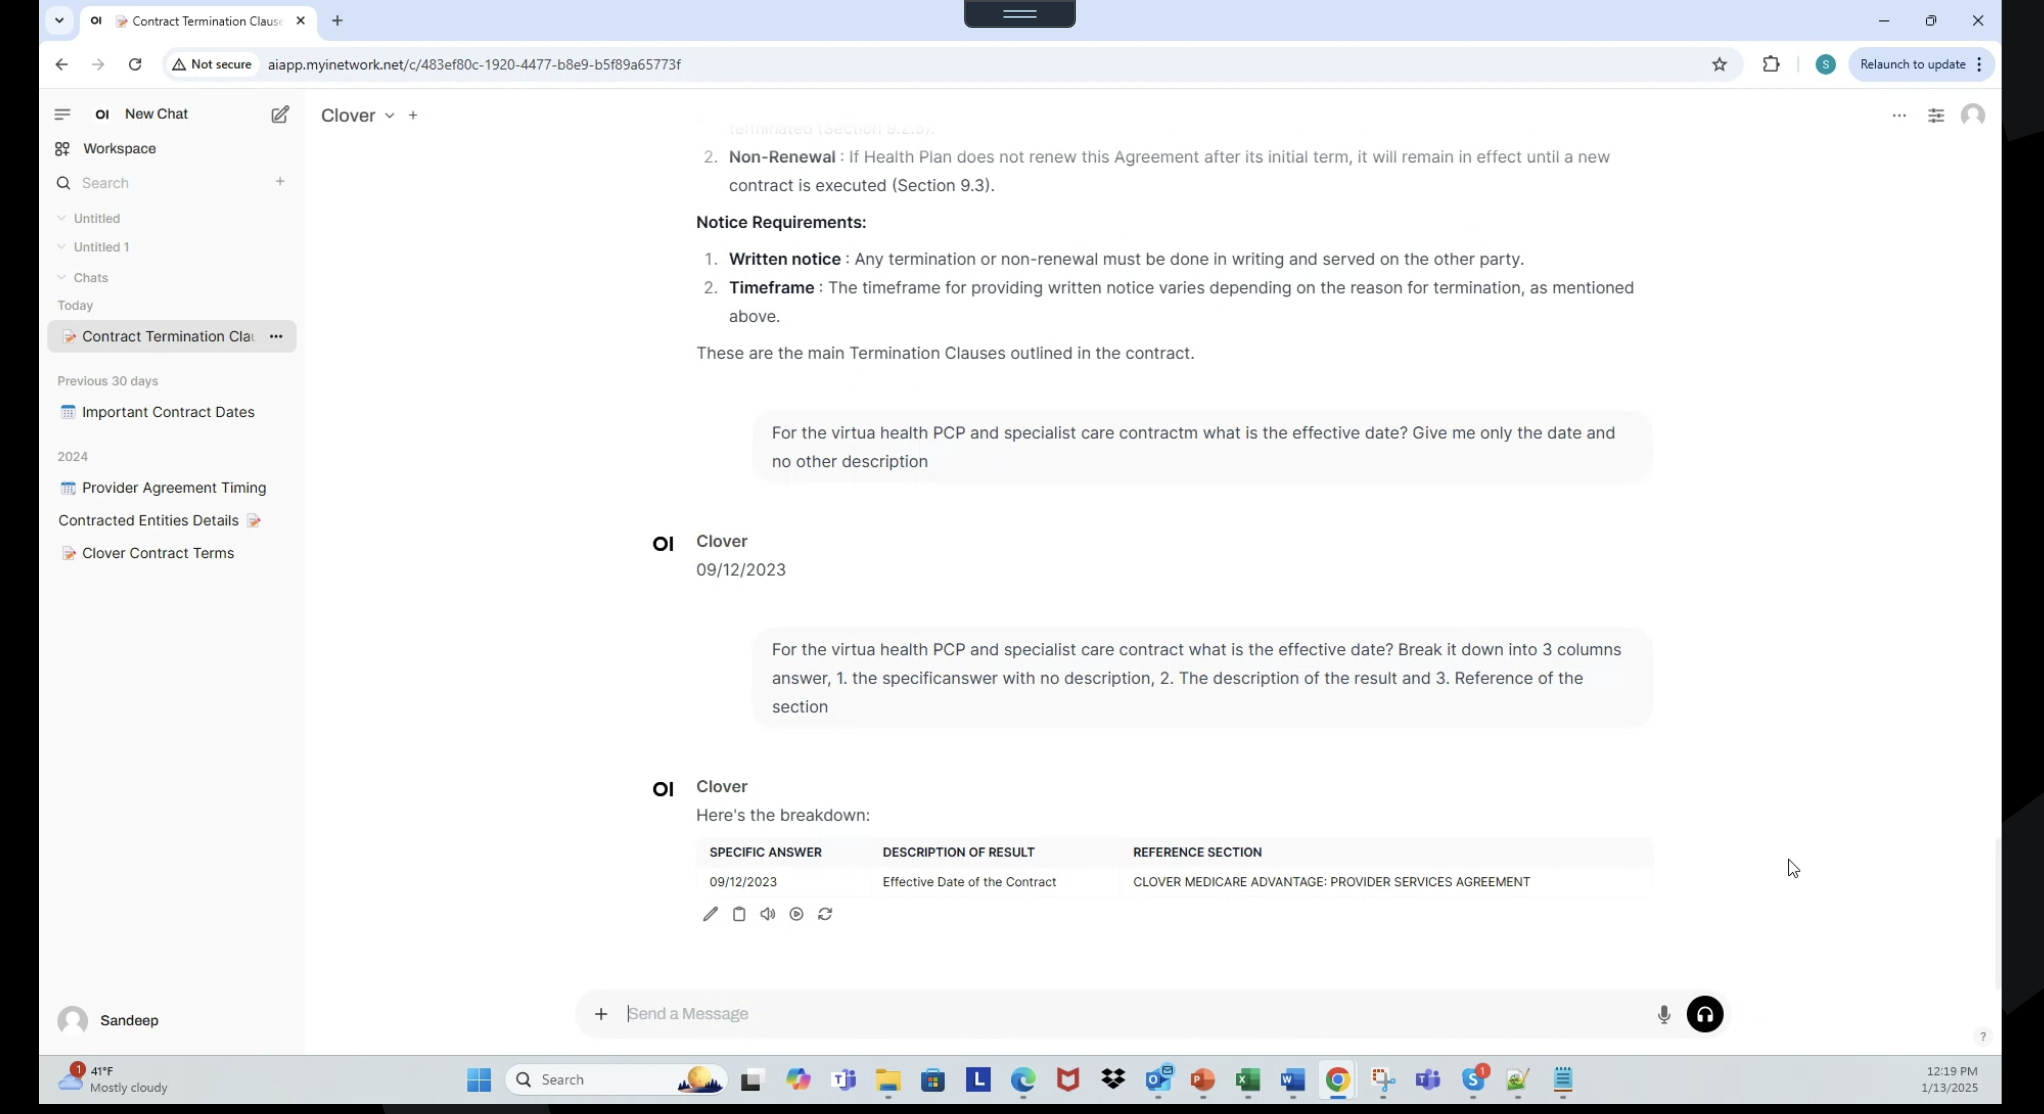 OI Contract Termination Clause
Not secure aiapp.myinetwork.net/c/483ef80c-1920-4477-b8e9-b5f89a65773f S Relaunch to update
OI New Chat
Workspace
Search
Untitled
Untitled 1
Chats
Today
Contract Termination Clau
Previous 30 days
Important Contract Dates
2024
Provider Agreement Timing
Contracted Entities Details
Clover Contract Terms
Sandeep
Clover
terminated (Section 9.2.5).
2. Non-Renewal : If Health Plan does not renew this Agreement after its initial term, it will remain in effect until a new
contract is executed (Section 9.3).
Notice Requirements:
1. Written notice : Any termination or non-renewal must be done in writing and served on the other party.
2. Timeframe : The timeframe for providing written notice varies depending on the reason for termination, as mentioned
above.
These are the main Termination Clauses outlined in the contract.
For the virtua health PCP and specialist care contractm what is the effective date? Give me only the date and
no other description
OI Clover
09/12/2023
For the virtua health PCP and specialist care contract what is the effective date? Break it down into 3 columns
answer, 1. the specificanswer with no description, 2. The description of the result and 3. Reference of the
section
OI Clover
Here's the breakdown:
SPECIFIC ANSWER DESCRIPTION OF RESULT REFERENCE SECTION
09/12/2023 Effective Date of the Contract CLOVER MEDICARE ADVANTAGE: PROVIDER SERVICES AGREEMENT
Send a Message
?
1 41°F
Mostly cloudy
Search
L
1
12:19 PM
1/13/2025